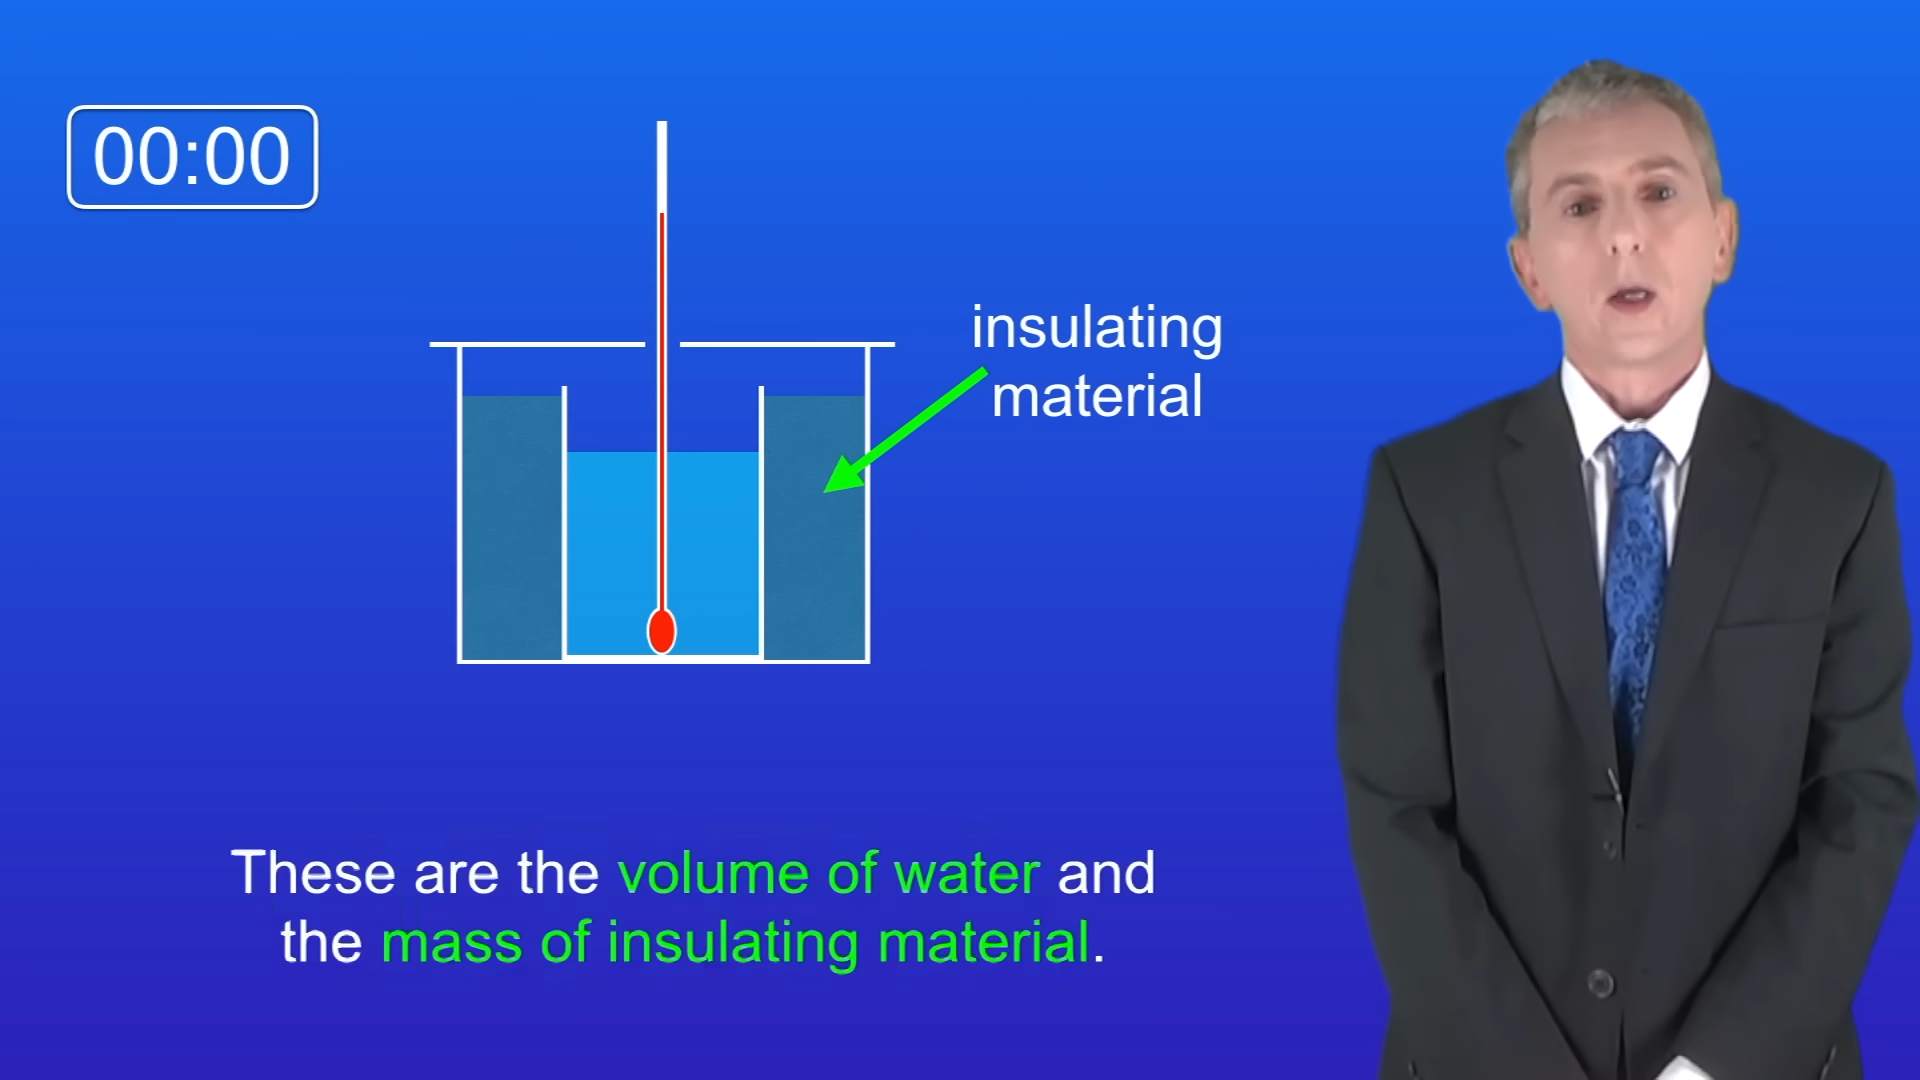 00:00
insulating
material
These are the volume of water and
the mass of insulating material.